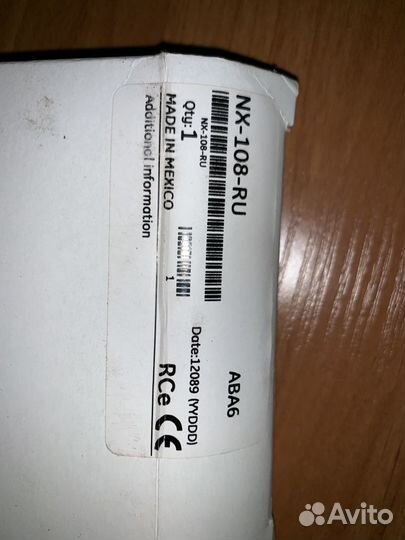 NX-108-RU
ABA6
NX-108-RU
Qty:1
1
Date:12089 (YYDDD)
MADE IN MEXICO
Additional information
RCe CE
Avito